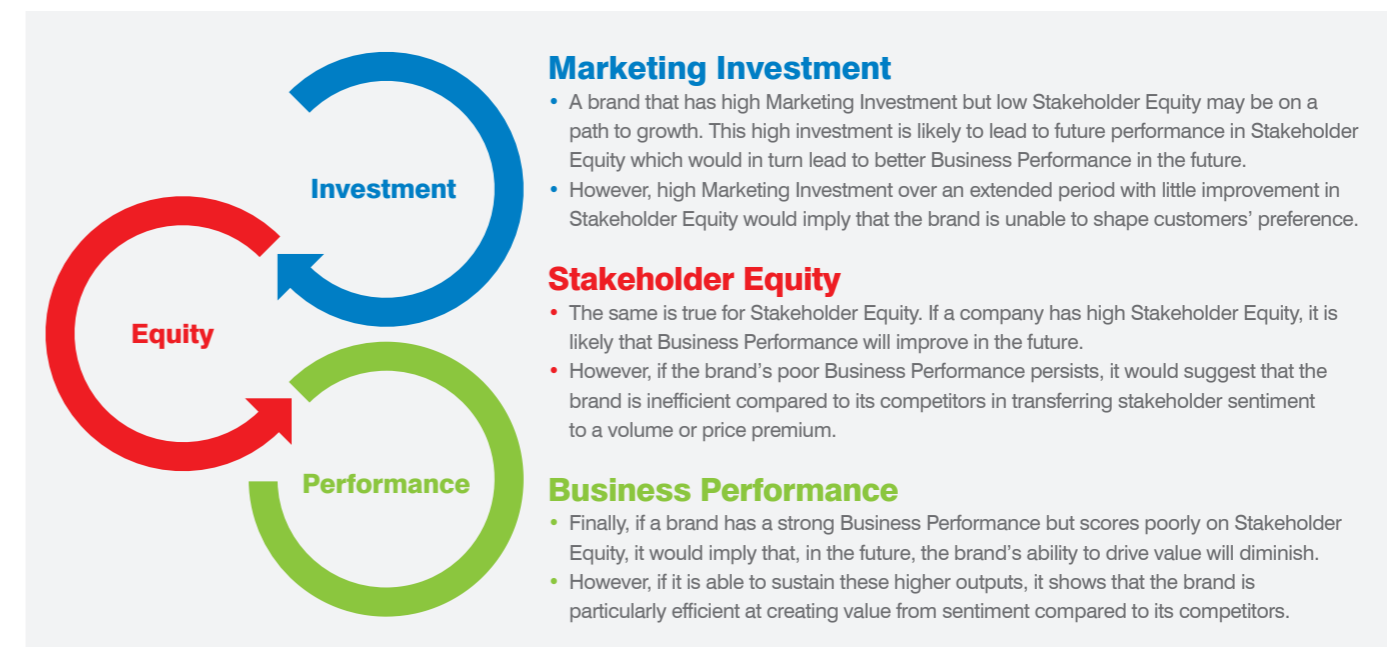 Investment
Equity
Performance
Marketing Investment
• A brand that has high Marketing Investment but low Stakeholder Equity may be on a
path to growth. This high investment is likely to lead to future performance in Stakeholder
Equity which would in turn lead to better Business Performance in the future.
• However, high Marketing Investment over an extended period with little improvement in
Stakeholder Equity would imply that the brand is unable to shape customers’ preference.
Stakeholder Equity
• The same is true for Stakeholder Equity. If a company has high Stakeholder Equity, it is
likely that Business Performance will improve in the future.
• However, if the brand’s poor Business Performance persists, it would suggest that the
brand is inefficient compared to its competitors in transferring stakeholder sentiment
to a volume or price premium.
Business Performance
• Finally, if a brand has a strong Business Performance but scores poorly on Stakeholder
Equity, it would imply that, in the future, the brand’s ability to drive value will diminish.
• However, if it is able to sustain these higher outputs, it shows that the brand is
particularly efficient at creating value from sentiment compared to its competitors.